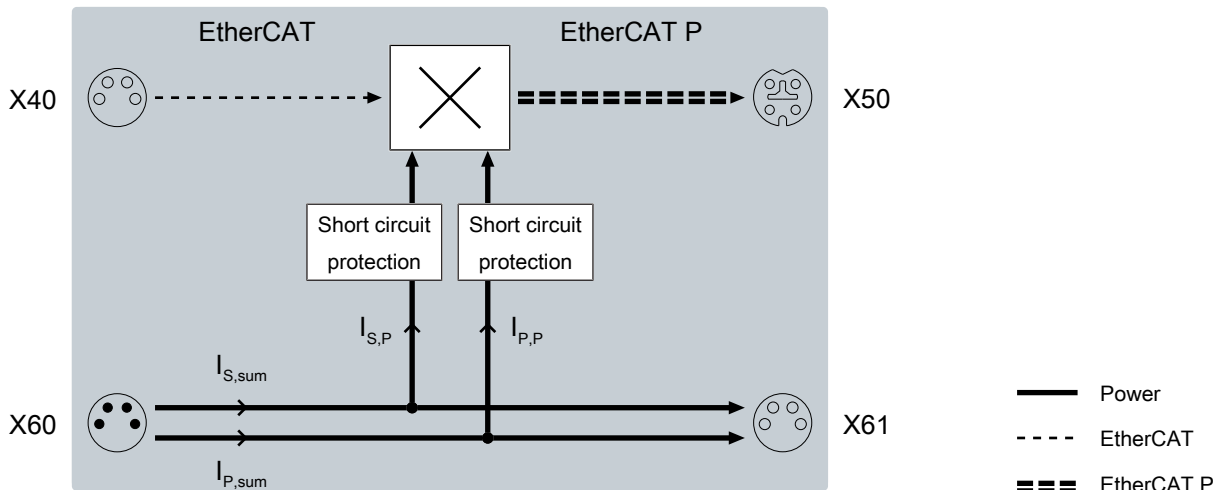 EtherCAT EtherCAT P
X40 X50
Short circuit protection
Short circuit protection
I_S,P I_P,P
I_S,sum
X60 X61
I_P,sum
Power
EtherCAT
EtherCAT P